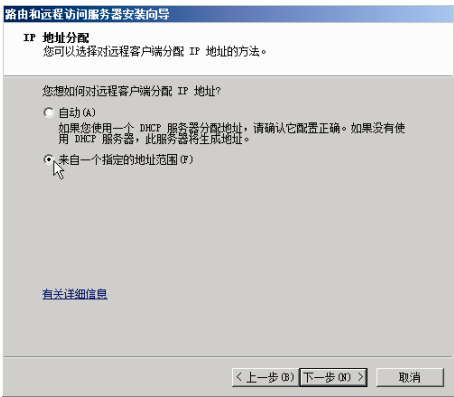 路由和远程访问服务器安装向导
IP 地址分配
您可以选择对远程客户端分配 IP 地址的方法。
您想如何对远程客户端分配 IP 地址?
自动(A)
如果您使用一个 DHCP 服务器分配地址，请确认它配置正确。如果没有使
用 DHCP 服务器，此服务器将生成地址。
来自一个指定的地址范围(F)
有关详细信息
< 上一步(B) 下一步(N) > 取消